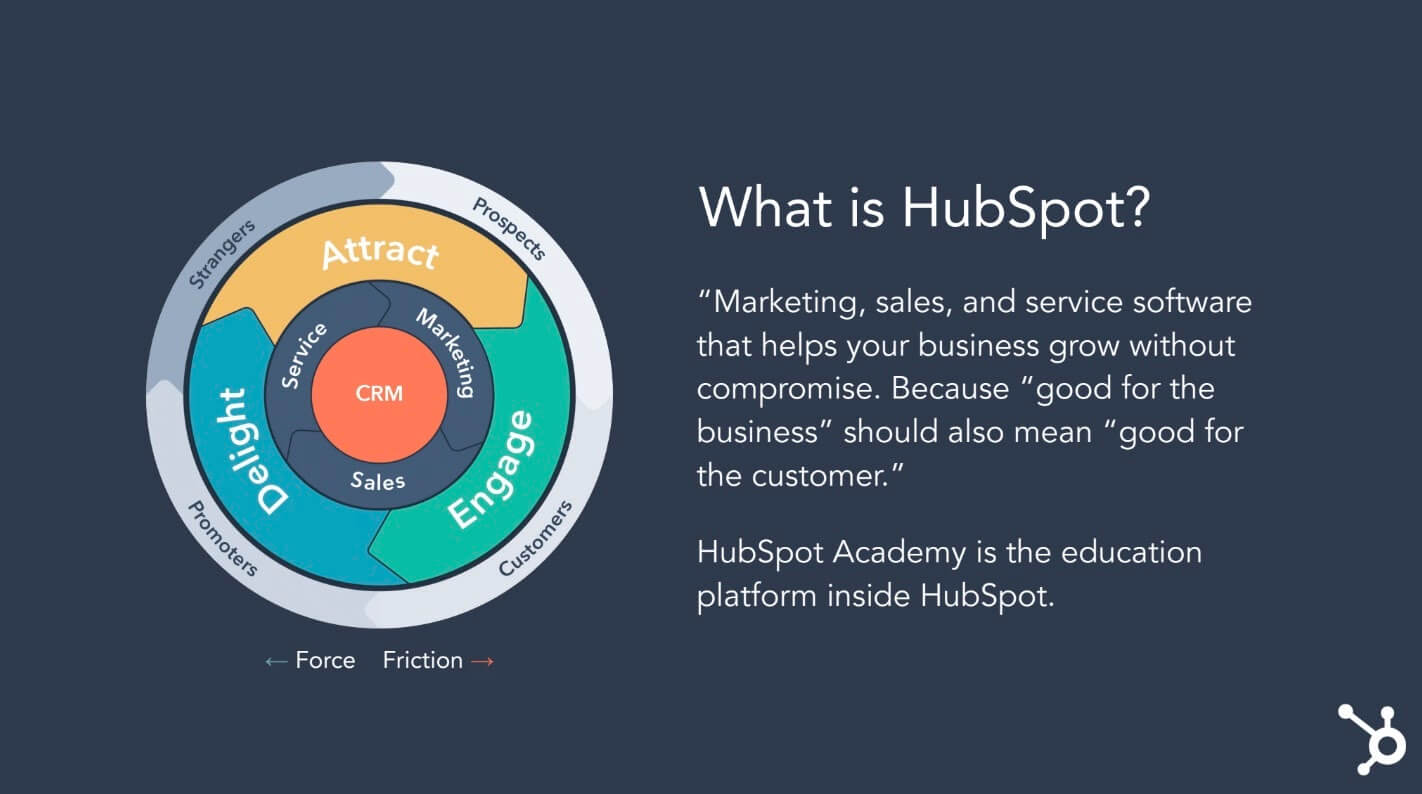 What is HubSpot?
“Marketing, sales, and service software
that helps your business grow without
compromise. Because “good for the
business” should also mean “good for
the customer.”
HubSpot Academy is the education
platform inside HubSpot.
Strangers
Prospects
Customers
Promoters
Attract
Engage
Delight
Marketing
Sales
Service
CRM
← Force Friction →